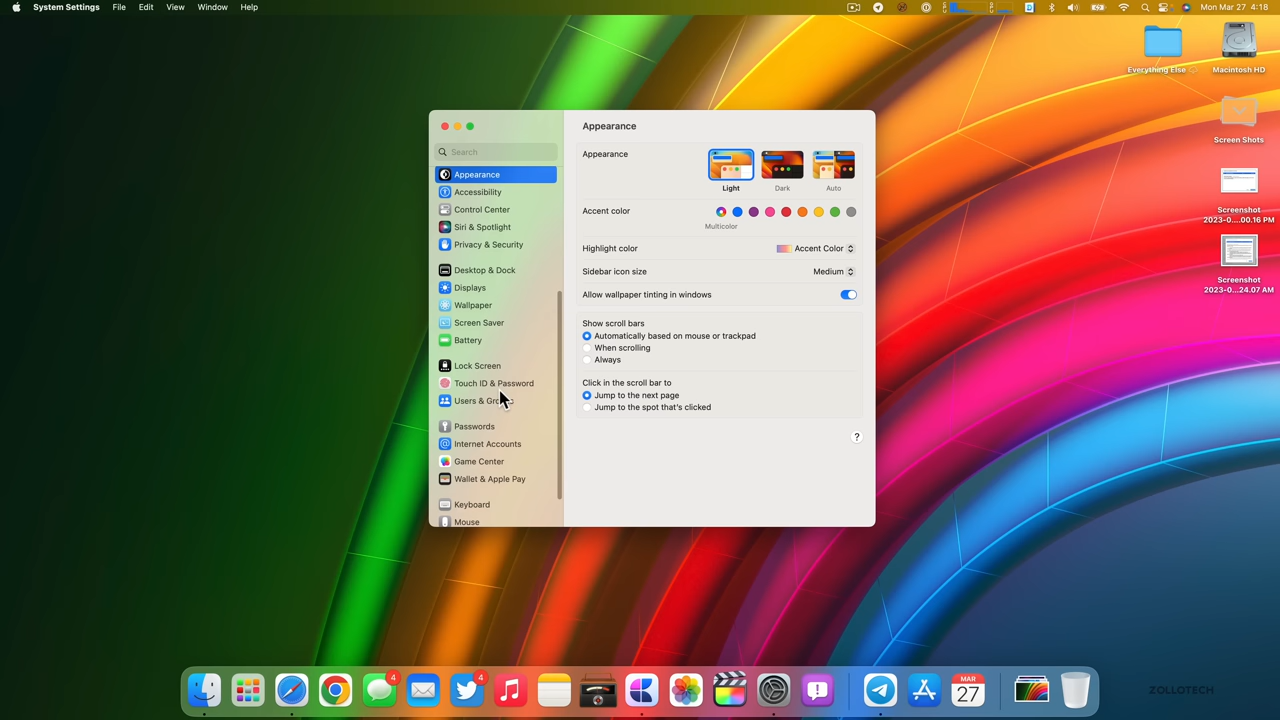 System Settings File Edit View Window Help
Mon Mar 27 4:18
Everything Else
Macintosh HD
Screen Shots
Screenshot
2023-0....00.16 PM
Screenshot
2023-0...24.07 AM
Search
Appearance
Accessibility
Control Center
Siri & Spotlight
Privacy & Security
Desktop & Dock
Displays
Wallpaper
Screen Saver
Battery
Lock Screen
Touch ID & Password
Users &
Passwords
Internet Accounts
Game Center
Wallet & Apple Pay
Keyboard
Mouse
Appearance
Appearance
Light Dark Auto
Accent color
Multicolor
Highlight color Accent Color
Sidebar icon size Medium
Allow wallpaper tinting in windows
Show scroll bars
Automatically based on mouse or trackpad
When scrolling
Always
Click in the scroll bar to
Jump to the next page
Jump to the spot that's clicked
?
4
4
MAR
27
ZOLLOTECH